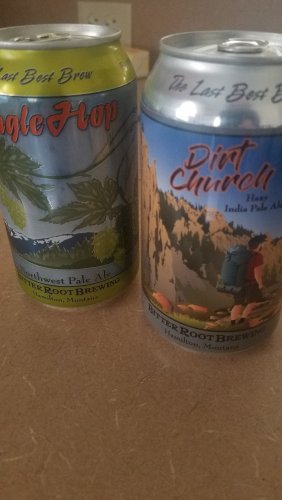 Last Best Brew
ngleHop
Northwest Pale Ale
BITTER ROOT BREWING
Hamilton, Montana
The Last Best B
Dirt
Church
Hazy
India Pale Ale
BITTER ROOT BREWING
Hamilton, Montana